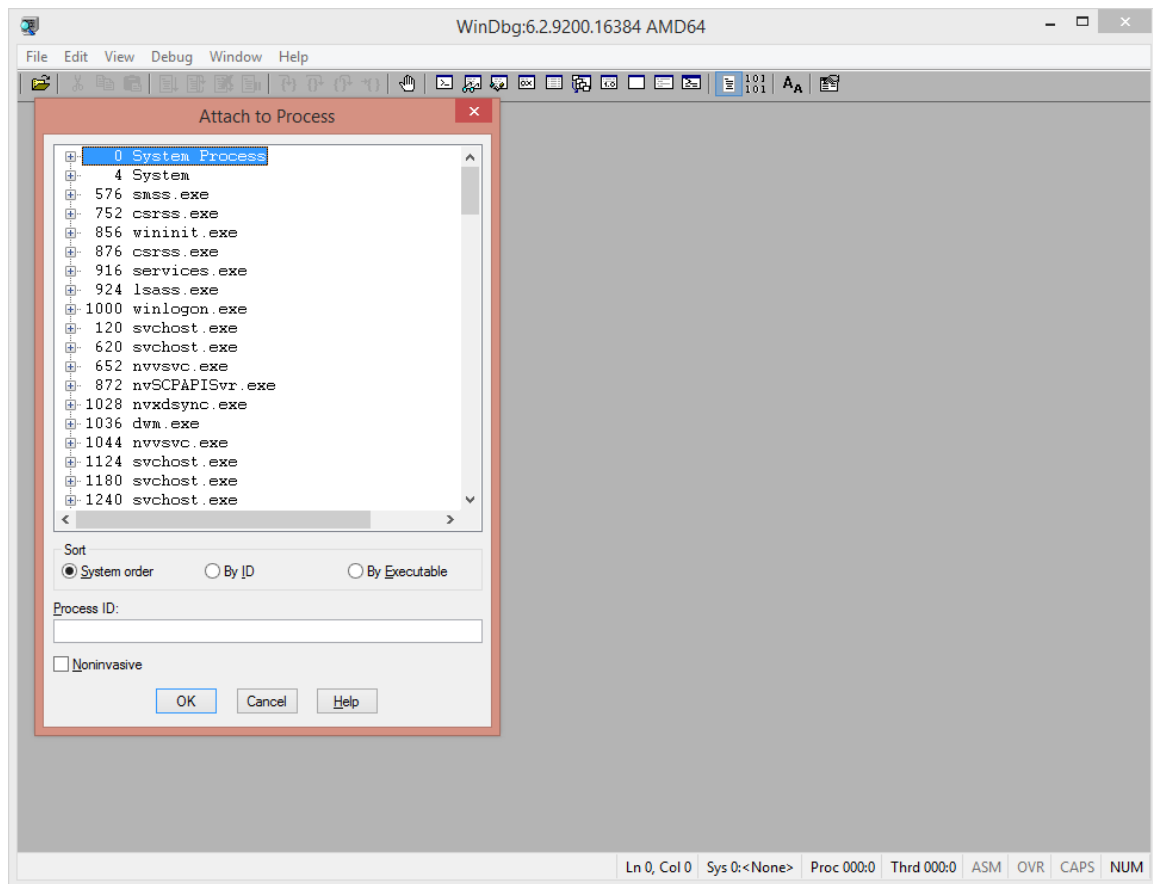 WinDbg:6.2.9200.16384 AMD64
File Edit View Debug Window Help
Attach to Process
0 System Process
4 System
576 smss.exe
752 csrss.exe
856 wininit.exe
876 csrss.exe
916 services.exe
924 lsass.exe
1000 winlogon.exe
120 svchost.exe
620 svchost.exe
652 nvvsvc.exe
872 nvSCPAPISvr.exe
1028 nvxdsync.exe
1036 dwm.exe
1044 nvvsvc.exe
1124 svchost.exe
1180 svchost.exe
1240 svchost.exe
Sort
System order By ID By Executable
Process ID:
Noninvasive
OK Cancel Help
Ln 0, Col 0 Sys 0:<None> Proc 000:0 Thrd 000:0 ASM OVR CAPS NUM